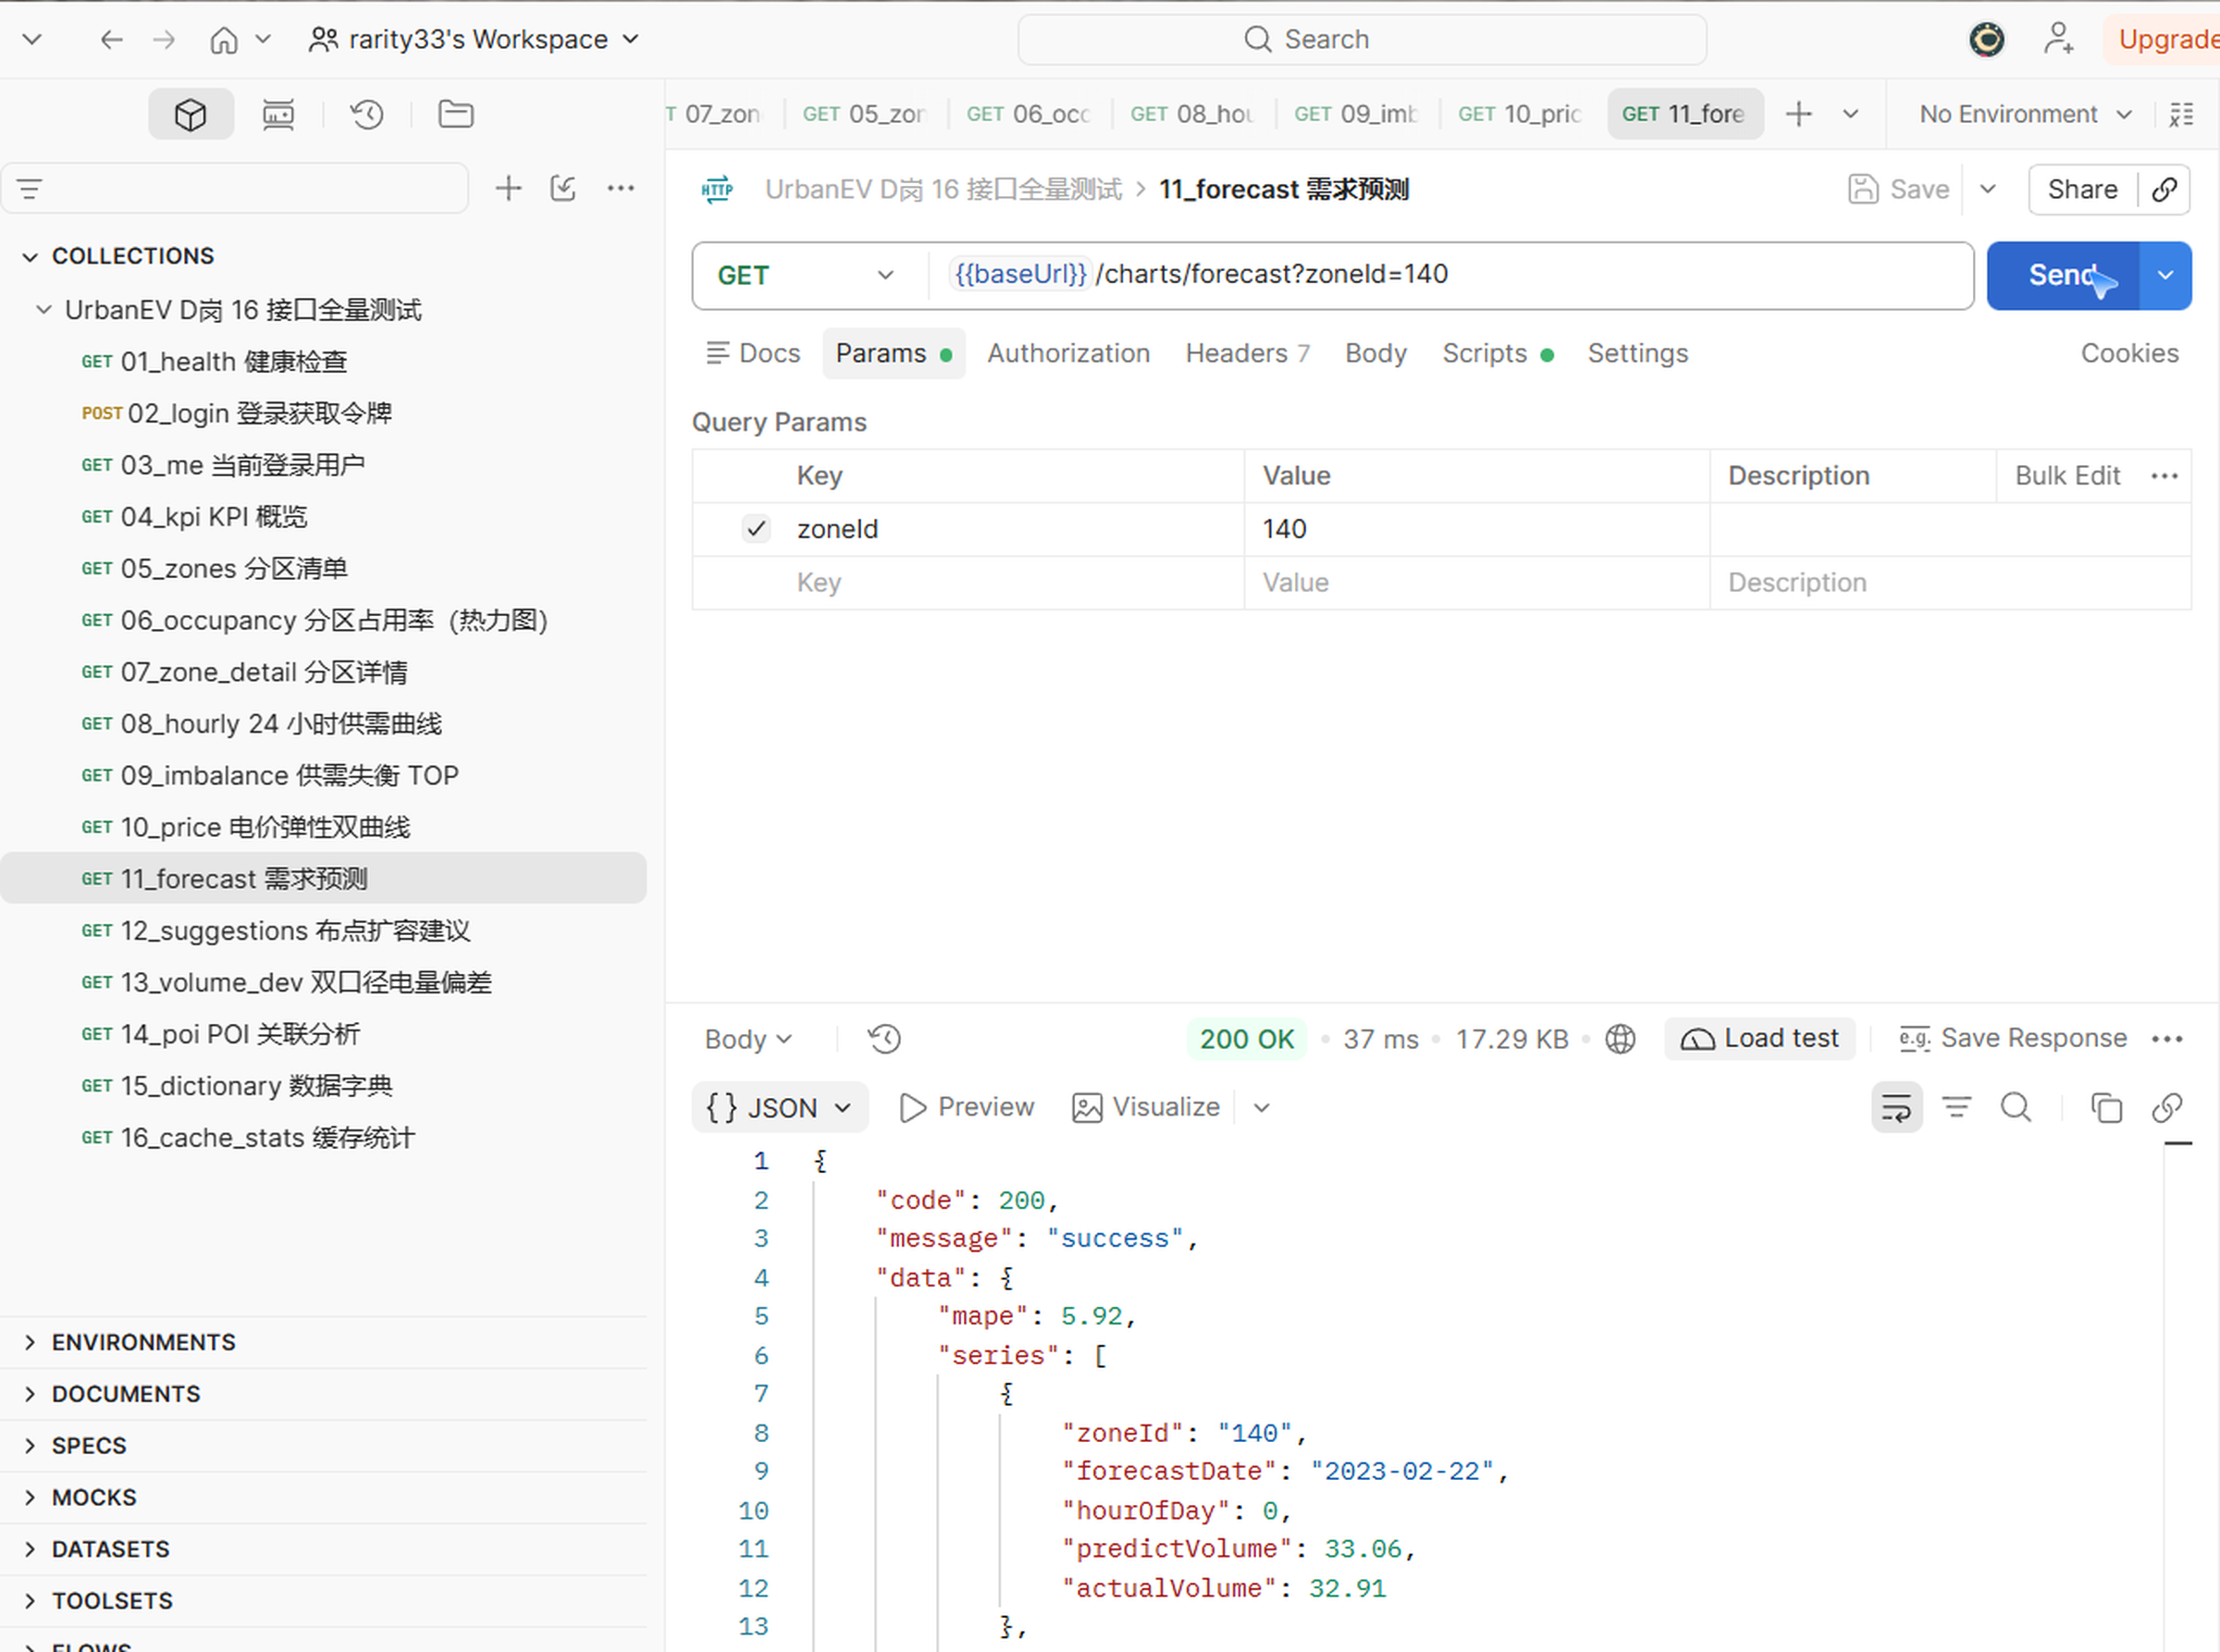 rarity33's Workspace
Search
Upgrade
07_zon
GET 05_zon
GET 06_occ
GET 08_hou
GET 09_imb
GET 10_pric
GET 11_fore
No Environment
COLLECTIONS
UrbanEV D岗 16 接口全量测试
GET 01_health 健康检查
POST 02_login 登录获取令牌
GET 03_me 当前登录用户
GET 04_kpi KPI 概览
GET 05_zones 分区清单
GET 06_occupancy 分区占用率 (热力图)
GET 07_zone_detail 分区详情
GET 08_hourly 24 小时供需曲线
GET 09_imbalance 供需失衡 TOP
GET 10_price 电价弹性双曲线
GET 11_forecast 需求预测
GET 12_suggestions 布点扩容建议
GET 13_volume_dev 双口径电量偏差
GET 14_poi POI 关联分析
GET 15_dictionary 数据字典
GET 16_cache_stats 缓存统计
ENVIRONMENTS
DOCUMENTS
SPECS
MOCKS
DATASETS
TOOLSETS
FLOWS
HTTP UrbanEV D岗 16 接口全量测试 > 11_forecast 需求预测
Save
Share
GET {{baseUrl}}/charts/forecast?zoneId=140
Send
Docs Params Authorization Headers 7 Body Scripts Settings Cookies
Query Params
Key Value Description Bulk Edit
zoneId 140
Key Value Description
Body 200 OK • 37 ms • 17.29 KB • Load test e.g. Save Response
{} JSON Preview Visualize
1 {
2 "code": 200,
3 "message": "success",
4 "data": {
5 "mape": 5.92,
6 "series": [
7 {
8 "zoneId": "140",
9 "forecastDate": "2023-02-22",
10 "hourOfDay": 0,
11 "predictVolume": 33.06,
12 "actualVolume": 32.91
13 },